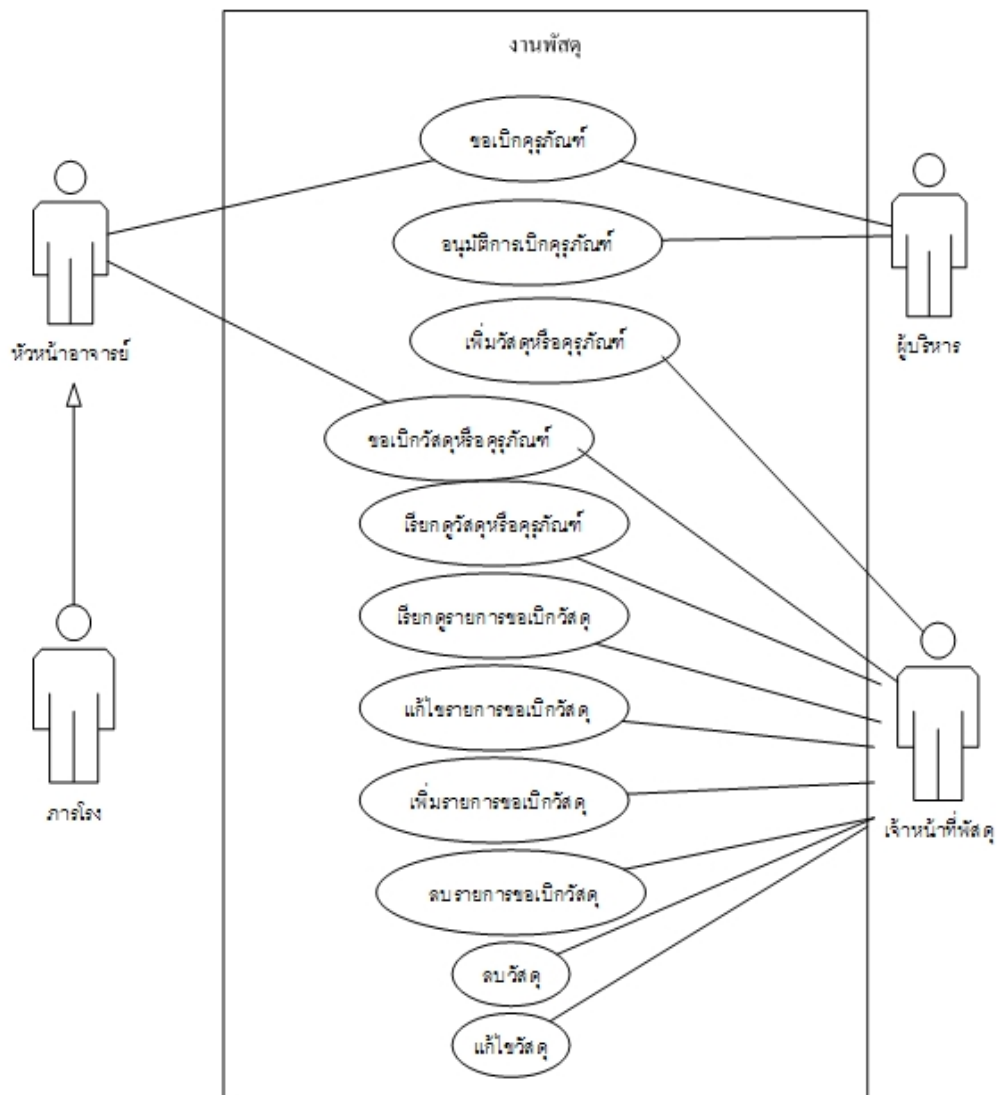 งานพัสดุ
ขอเบิกคุรุภัณฑ์
อนุมัติการเบิกคุรุภัณฑ์
หัวหน้าอาจารย์
เพิ่มวัสดุหรือคุรุภัณฑ์
ผู้บริหาร
ขอเบิกวัสดุหรือคุรุภัณฑ์
เรียกดูวัสดุหรือคุรุภัณฑ์
เรียกดูรายการขอเบิกวัสดุ
แก้ไขรายการขอเบิกวัสดุ
เพิ่มรายการขอเบิกวัสดุ
ภารโรง
เจ้าหน้าที่พัสดุ
ลบรายการขอเบิกวัสดุ
ลบวัสดุ
แก้ไขวัสดุ